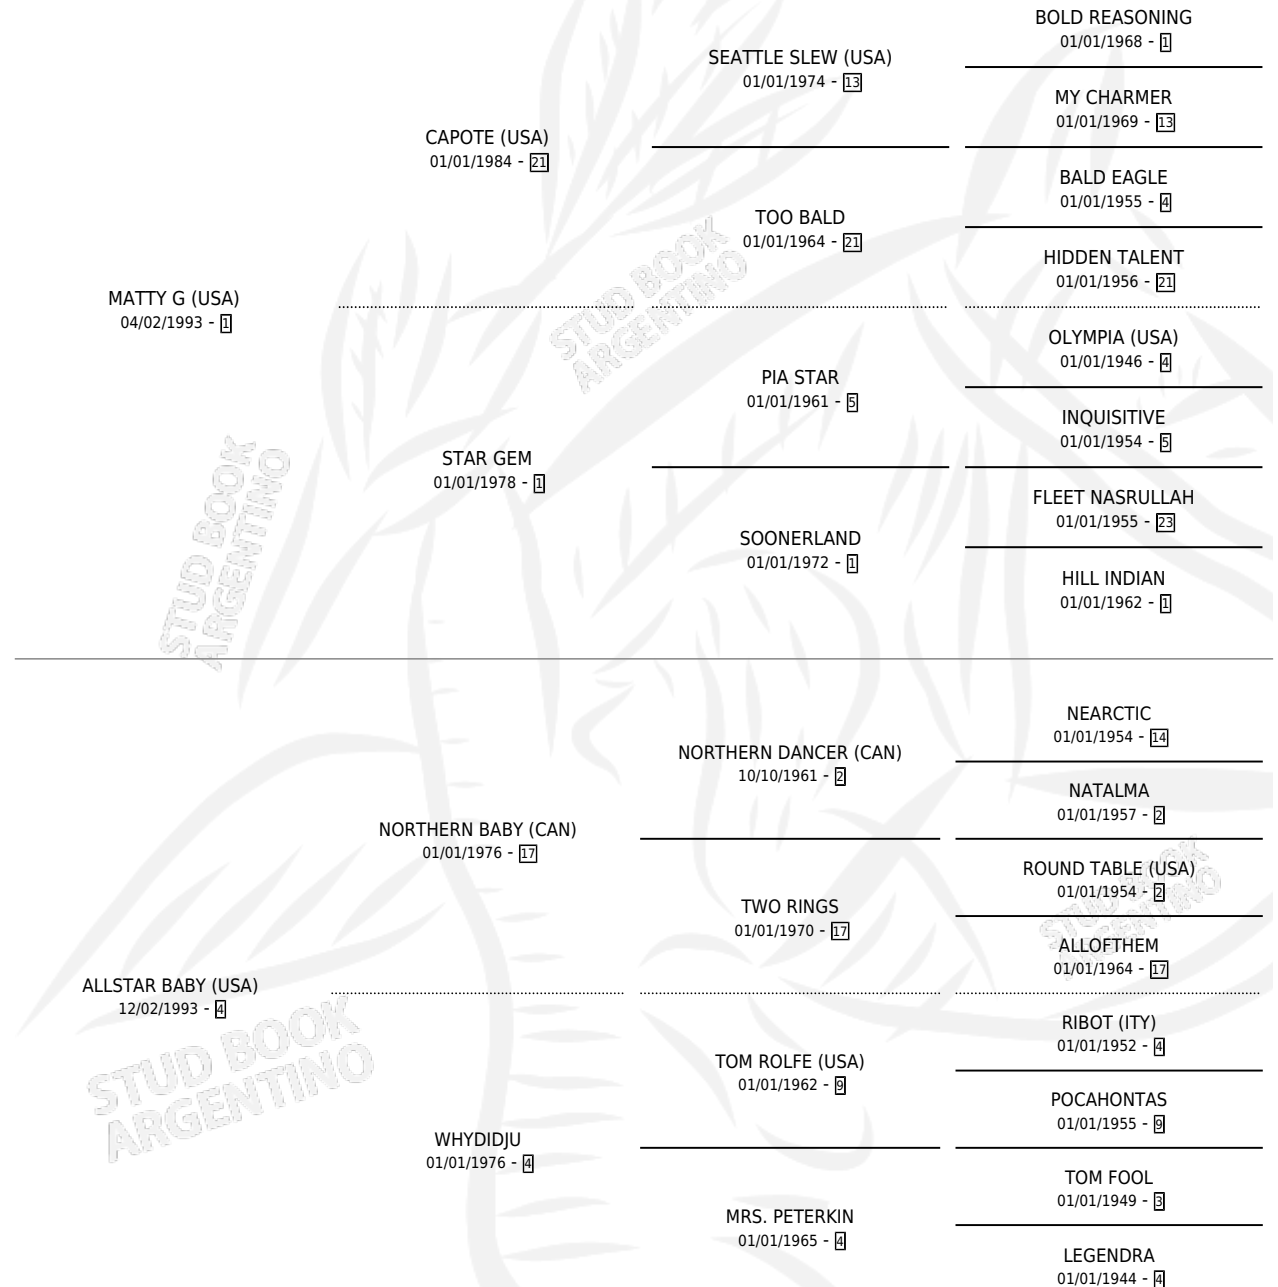 BOLD REASONING
01/01/1968 - 1
SEATTLE SLEW (USA)
01/01/1974 - 13
MY CHARMER
01/01/1969 - 13
CAPOTE (USA)
01/01/1984 - 21
BALD EAGLE
01/01/1955 - 4
TOO BALD
01/01/1964 - 21
HIDDEN TALENT
01/01/1956 - 21
MATTY G (USA)
04/02/1993 - 1
OLYMPIA (USA)
01/01/1946 - 4
PIA STAR
01/01/1961 - 5
INQUISITIVE
01/01/1954 - 5
STAR GEM
01/01/1978 - 1
FLEET NASRULLAH
01/01/1955 - 23
SOONERLAND
01/01/1972 - 1
HILL INDIAN
01/01/1962 - 1
NEARCTIC
01/01/1954 - 14
NORTHERN DANCER (CAN)
10/10/1961 - 2
NATALMA
01/01/1957 - 2
NORTHERN BABY (CAN)
01/01/1976 - 17
ROUND TABLE (USA)
01/01/1954 - 2
TWO RINGS
01/01/1970 - 17
ALLOFTHEM
01/01/1964 - 17
ALLSTAR BABY (USA)
12/02/1993 - 4
RIBOT (ITY)
01/01/1952 - 4
TOM ROLFE (USA)
01/01/1962 - 9
POCAHONTAS
01/01/1955 - 9
WHYDIDJU
01/01/1976 - 4
TOM FOOL
01/01/1949 - 3
MRS. PETERKIN
01/01/1965 - 4
LEGENDRA
01/01/1944 - 4
STUD BOOK
ARGENTINO
STUD BOOK
ARGENTINO
STUD BOOK
ARGENTINO
STUD BOOK
ARGENTINO